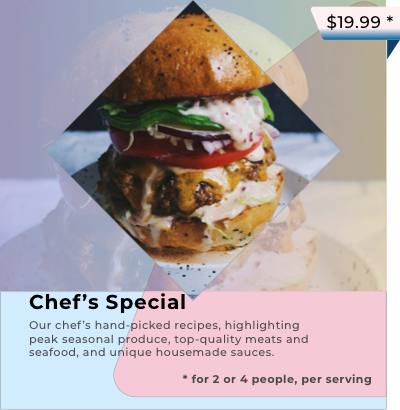 $19.99 *
Chef's Special
Our chef's hand-picked recipes, highlighting
peak seasonal produce, top-quality meats and
seafood, and unique housemade sauces.
* for 2 or 4 people, per serving